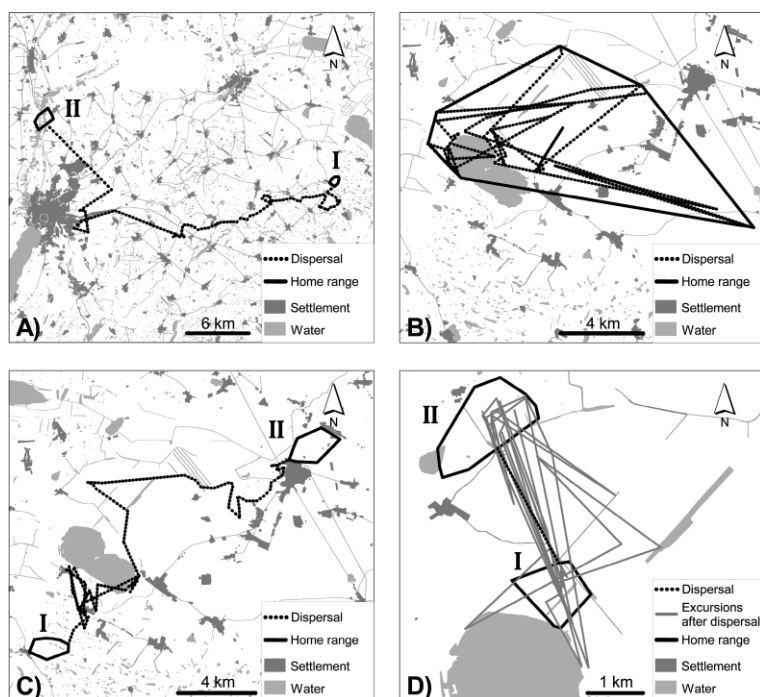 N
II
I
Dispersal
Home range
Settlement
Water
A)
6 km
N
Dispersal
Home range
Settlement
Water
B)
4 km
N
II
I
Dispersal
Home range
Settlement
Water
C)
4 km
N
II
I
Dispersal
Excursions
after dispersal
Home range
Settlement
Water
D)
1 km